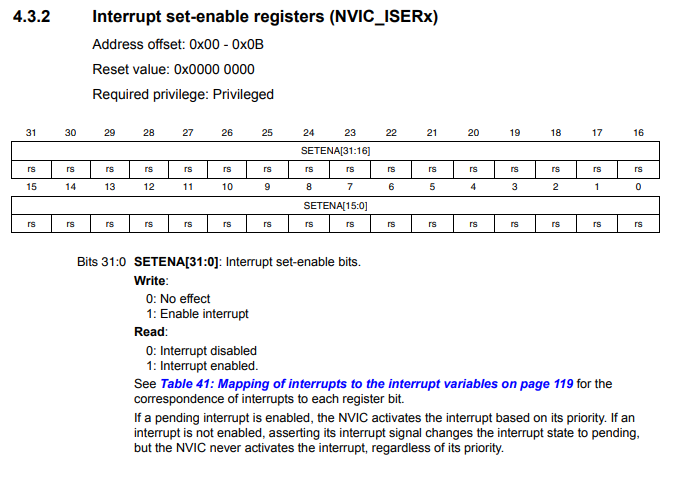 4.3.2 Interrupt set-enable registers (NVIC_ISERx)
Address offset: 0x00 - 0x0B
Reset value: 0x0000 0000
Required privilege: Privileged
31 30 29 28 27 26 25 24 23 22 21 20 19 18 17 16
SETENA[31:16]
rs rs rs rs rs rs rs rs rs rs rs rs rs rs rs rs
15 14 13 12 11 10 9 8 7 6 5 4 3 2 1 0
SETENA[15:0]
rs rs rs rs rs rs rs rs rs rs rs rs rs rs rs rs
Bits 31:0 SETENA[31:0]: Interrupt set-enable bits.
Write:
0: No effect
1: Enable interrupt
Read:
0: Interrupt disabled
1: Interrupt enabled.
See Table 41: Mapping of interrupts to the interrupt variables on page 119 for the
correspondence of interrupts to each register bit.
If a pending interrupt is enabled, the NVIC activates the interrupt based on its priority. If an
interrupt is not enabled, asserting its interrupt signal changes the interrupt state to pending,
but the NVIC never activates the interrupt, regardless of its priority.